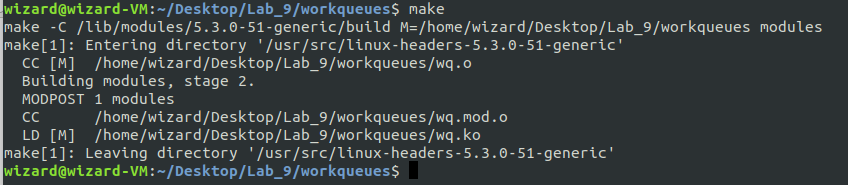 wizard@wizard-VM:~/Desktop/Lab_9/workqueues$ make
make -C /lib/modules/5.3.0-51-generic/build M=/home/wizard/Desktop/Lab_9/workqueues modules
make[1]: Entering directory '/usr/src/linux-headers-5.3.0-51-generic'
  CC [M]  /home/wizard/Desktop/Lab_9/workqueues/wq.o
  Building modules, stage 2.
  MODPOST 1 modules
  CC      /home/wizard/Desktop/Lab_9/workqueues/wq.mod.o
  LD [M]  /home/wizard/Desktop/Lab_9/workqueues/wq.ko
make[1]: Leaving directory '/usr/src/linux-headers-5.3.0-51-generic'
wizard@wizard-VM:~/Desktop/Lab_9/workqueues$